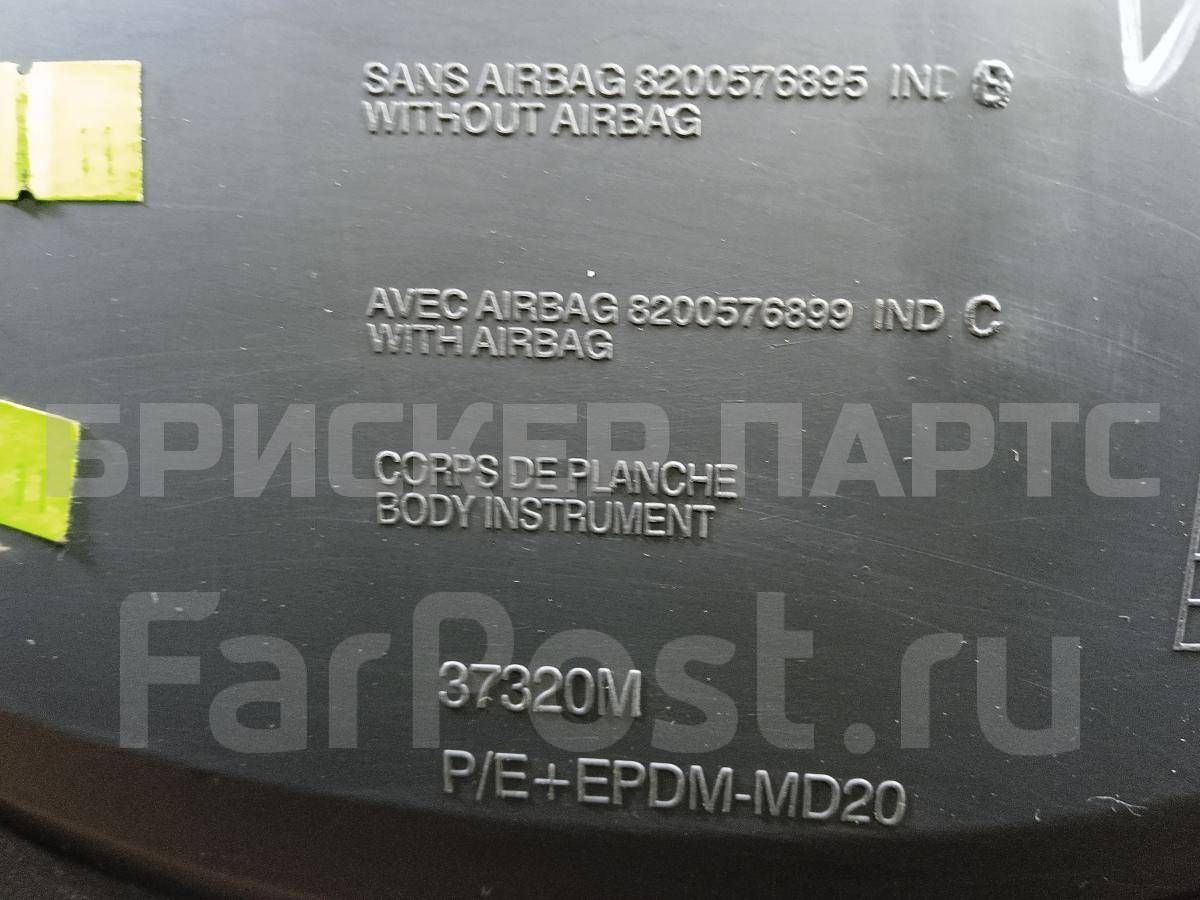 SANS AIRBAG 8200576895 IND
WITHOUT AIRBAG
AVEC AIRBAG 8200576899 IND C
WITH AIRBAG
БРИСКЕР ПАРТС
CORPS DE PLANCHE
BODY INSTRUMENT
FarPost.ru
37320M
P/E+EPDM-MD20